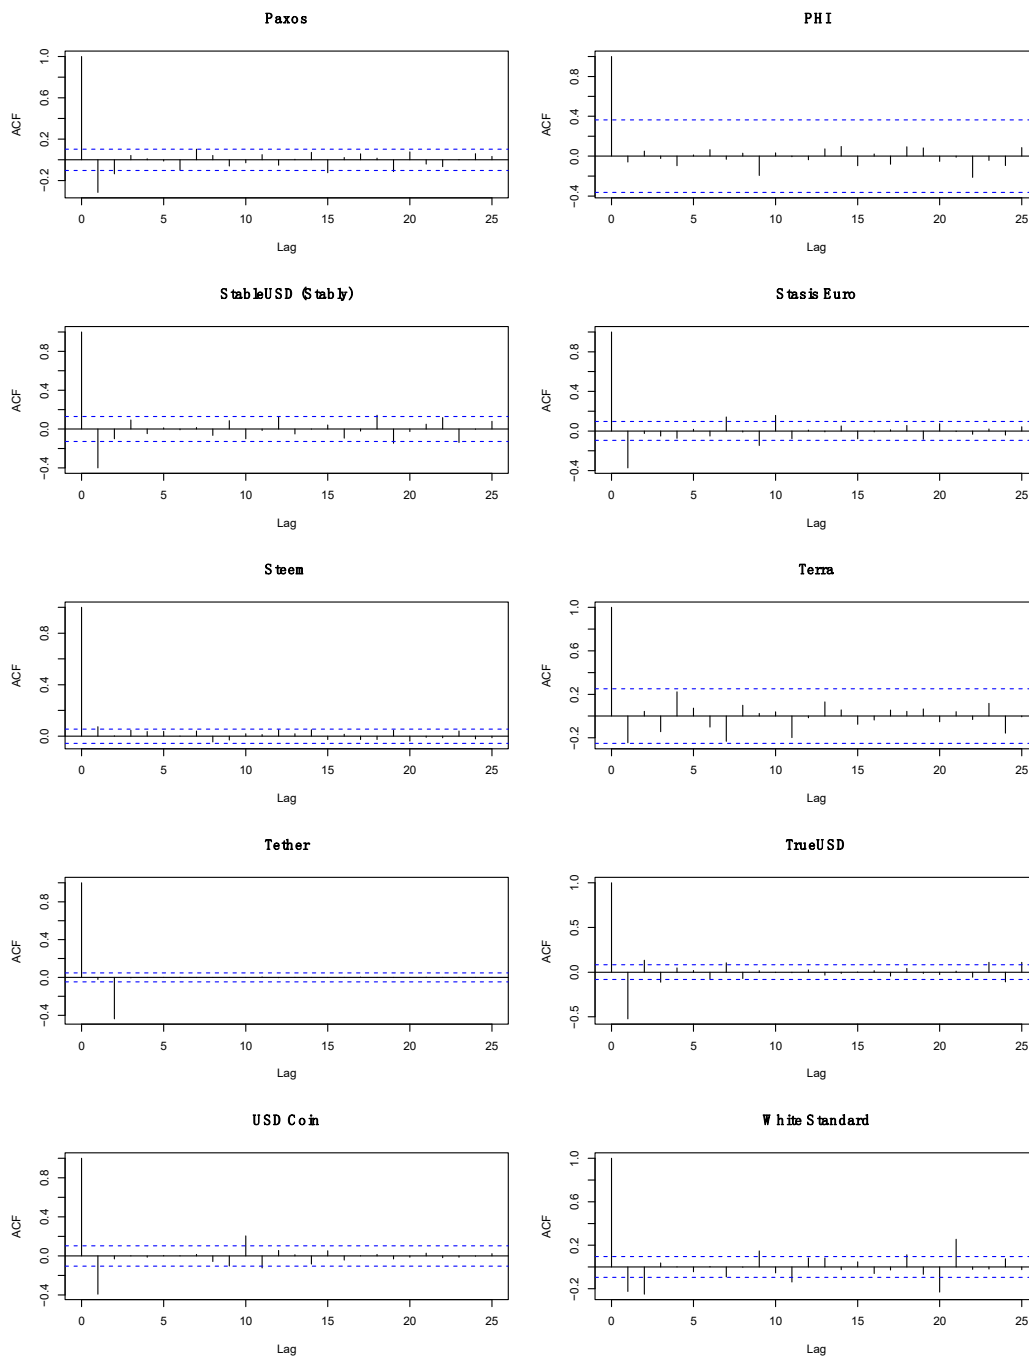 Paxos
ACF
1.0
0.6
0.2
−0.2
0 5 10 15 20 25
Lag
PHI
ACF
0.8
0.4
0.0
−0.4
0 5 10 15 20 25
Lag
StableUSD (Stably)
ACF
0.8
0.4
0.0
−0.4
0 5 10 15 20 25
Lag
Stasis Euro
ACF
0.8
0.4
0.0
−0.4
0 5 10 15 20 25
Lag
Steem
ACF
0.8
0.4
0.0
0 5 10 15 20 25
Lag
Terra
ACF
1.0
0.6
0.2
−0.2
0 5 10 15 20 25
Lag
Tether
ACF
0.8
0.4
0.0
−0.4
0 5 10 15 20 25
Lag
TrueUSD
ACF
1.0
0.5
0.0
−0.5
0 5 10 15 20 25
Lag
USD Coin
ACF
0.8
0.4
0.0
−0.4
0 5 10 15 20 25
Lag
White Standard
ACF
1.0
0.6
0.2
−0.2
0 5 10 15 20 25
Lag